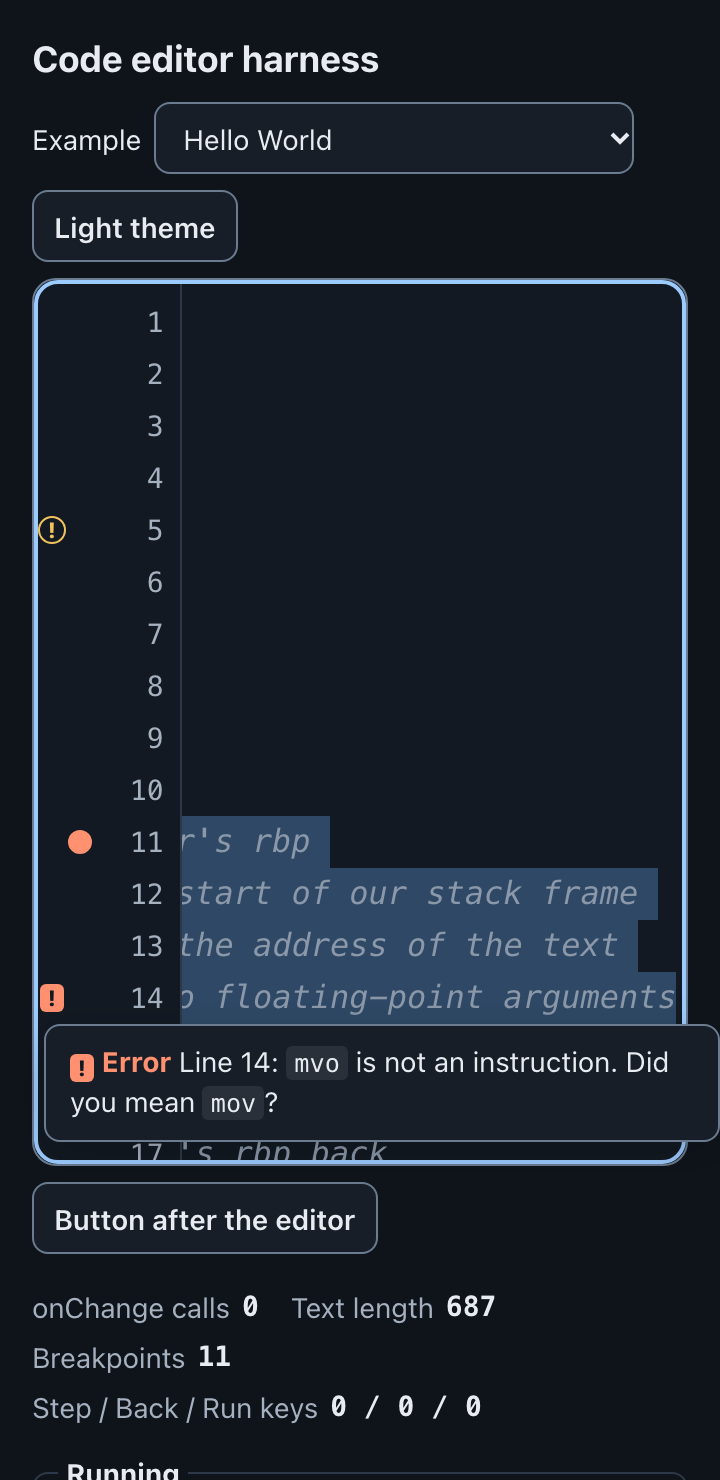 Code editor harness
Example Hello World
Light theme
1
2
3
4
! 5
6
7
8
9
10
11 r's rbp
12 start of our stack frame
13 the address of the text
! 14 o floating-point arguments
! Error Line 14: mvo is not an instruction. Did
you mean mov?
17 's rbp back
Button after the editor
onChange calls 0 Text length 687
Breakpoints 11
Step / Back / Run keys 0 / 0 / 0
Running